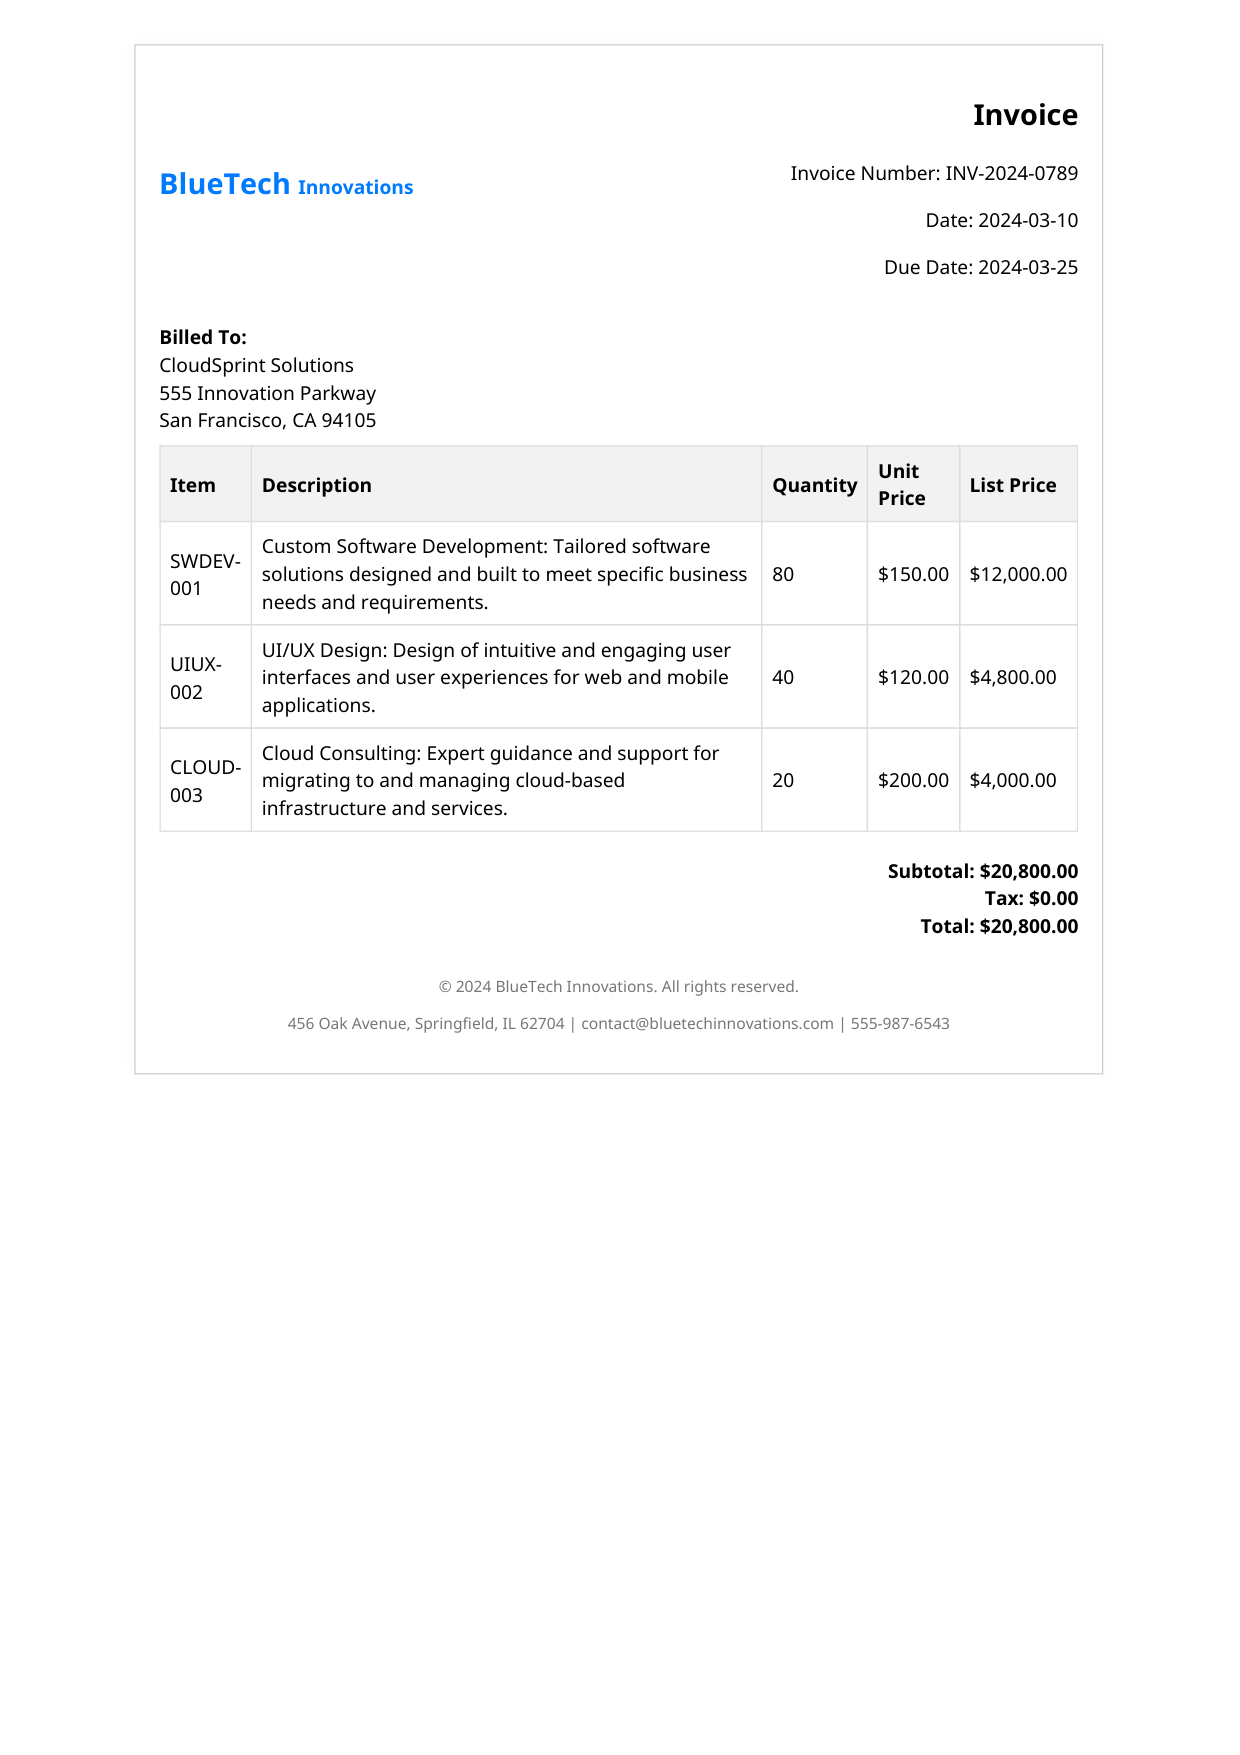 Invoice
BlueTech Innovations
Invoice Number: INV-2024-0789
Date: 2024-03-10
Due Date: 2024-03-25
Billed To:
CloudSprint Solutions
555 Innovation Parkway
San Francisco, CA 94105
Item Description Quantity Unit Price List Price
SWDEV-001 Custom Software Development: Tailored software
solutions designed and built to meet specific business
needs and requirements. 80 $150.00 $12,000.00
UIUX-002 UI/UX Design: Design of intuitive and engaging user
interfaces and user experiences for web and mobile
applications. 40 $120.00 $4,800.00
CLOUD-003 Cloud Consulting: Expert guidance and support for
migrating to and managing cloud-based
infrastructure and services. 20 $200.00 $4,000.00
Subtotal: $20,800.00
Tax: $0.00
Total: $20,800.00
© 2024 BlueTech Innovations. All rights reserved.
456 Oak Avenue, Springfield, IL 62704 | contact@bluetechinnovations.com | 555-987-6543